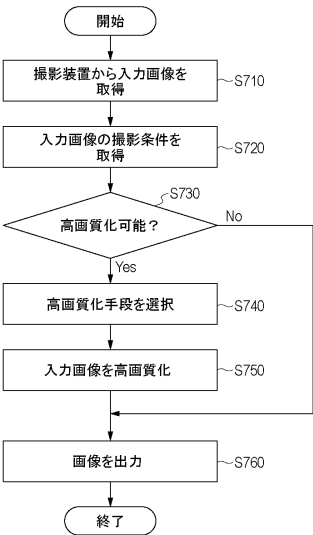 開始
撮影装置から入力画像を
取得
S710
入力画像の撮影条件を
取得
S720
S730
高画質化可能？
No
Yes
高画質化手段を選択
S740
入力画像を高画質化
S750
画像を出力
S760
終了